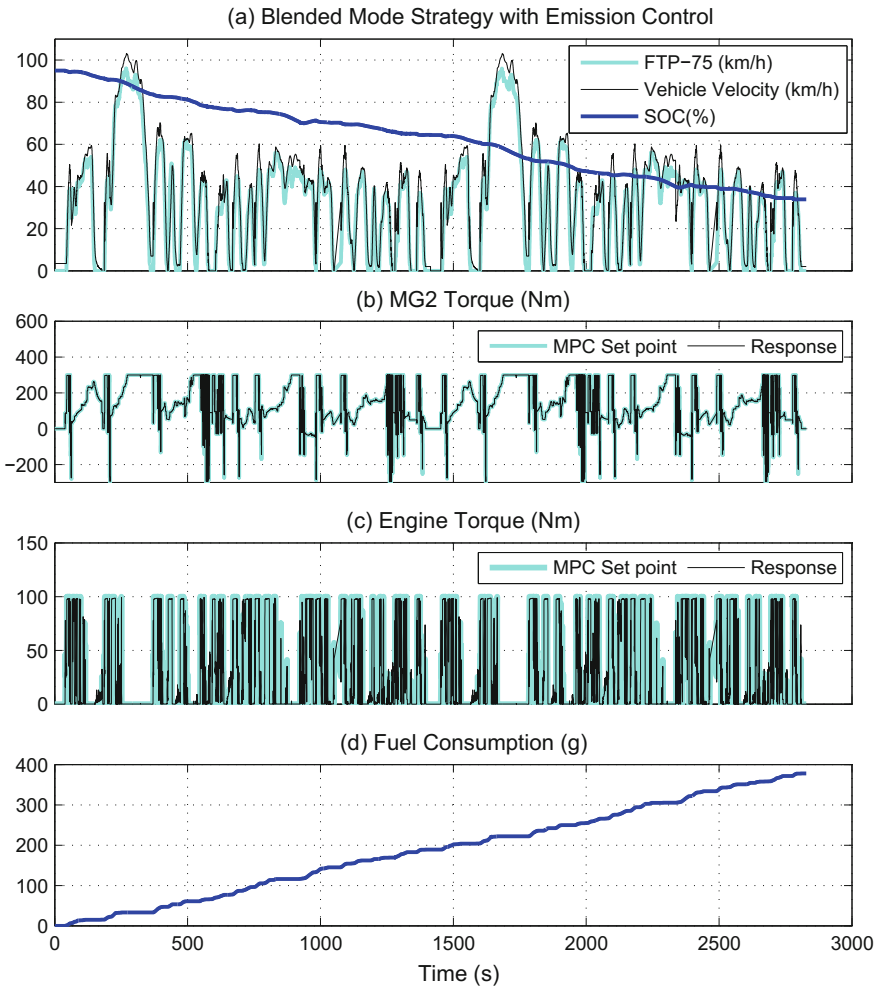 (a) Blended Mode Strategy with Emission Control
100
80
60
40
20
0
FTP−75 (km/h)
Vehicle Velocity (km/h)
SOC(%)
(b) MG2 Torque (Nm)
600
400
200
0
−200
MPC Set point
Response
(c) Engine Torque (Nm)
150
100
50
0
MPC Set point
Response
(d) Fuel Consumption (g)
400
300
200
100
0
0 500 1000 1500 2000 2500 3000
Time (s)